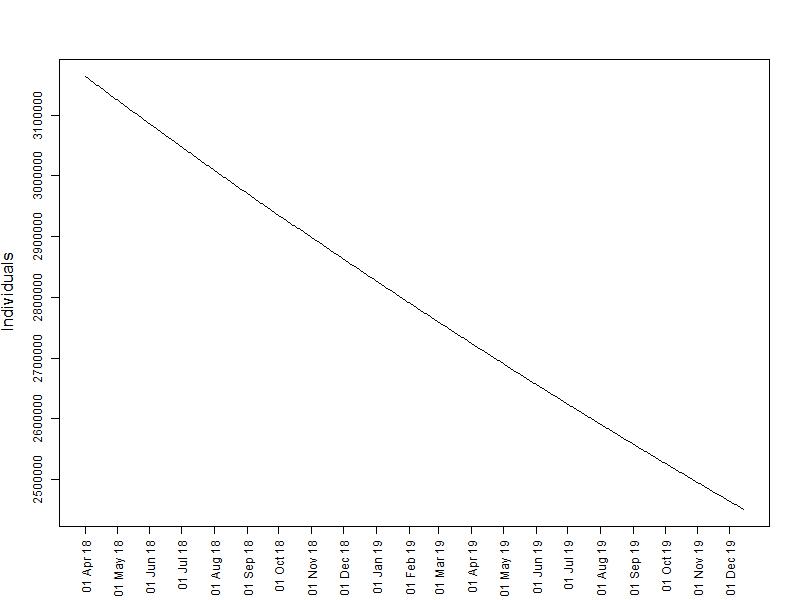 Individuals
3100000
3000000
2900000
2800000
2700000
2600000
2500000
01 Apr 18
01 May 18
01 Jun 18
01 Jul 18
01 Aug 18
01 Sep 18
01 Oct 18
01 Nov 18
01 Dec 18
01 Jan 19
01 Feb 19
01 Mar 19
01 Apr 19
01 May 19
01 Jun 19
01 Jul 19
01 Aug 19
01 Sep 19
01 Oct 19
01 Nov 19
01 Dec 19